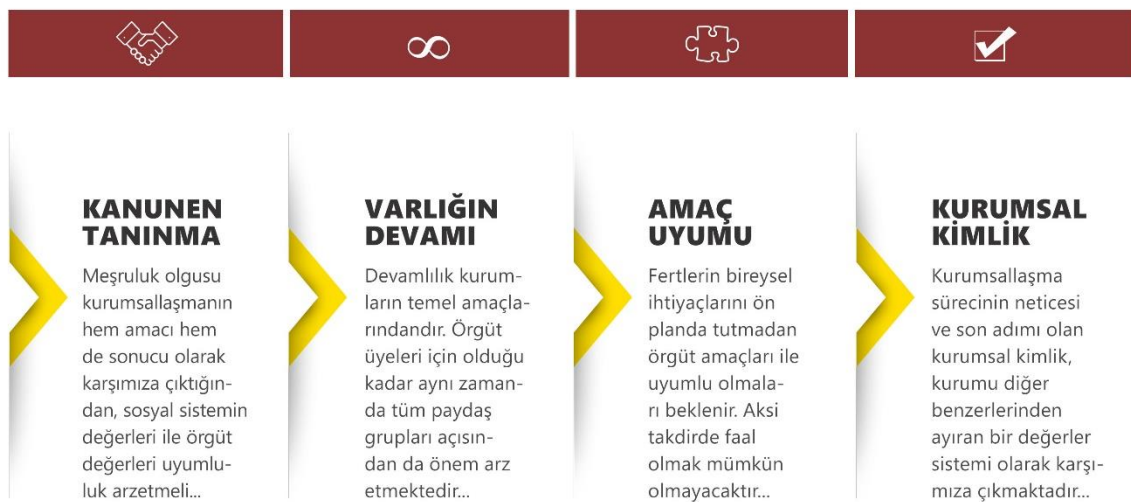 KANUNEN
TANINMA
Meşruluk olgusu
kurumsallaşmanın
hem amacı hem
de sonucu olarak
karşımıza çıktığın-
dan, sosyal sistemin
değerleri ile örgüt
değerleri uyumlu-
luk arzetmeli...
VARLIĞIN
DEVAMI
Devamlılık kurum-
ların temel amaçla-
rındandır. Örgüt
üyeleri için olduğu
kadar aynı zaman-
da tüm paydaş
grupları açısın-
dan da önem arz
etmektedir...
AMAÇ
UYUMU
Fertlerin bireysel
ihtiyaçlarını ön
planda tutmadan
örgüt amaçları ile
uyumlu olmala-
rı beklenir. Aksi
takdirde faal
olmak mümkün
olmayacaktır...
KURUMSAL
KİMLİK
Kurumsallaşma
sürecinin neticesi
ve son adımı olan
kurumsal kimlik,
kurumu diğer
benzerlerinden
ayıran bir değerler
sistemi olarak karşı-
mıza çıkmaktadır...